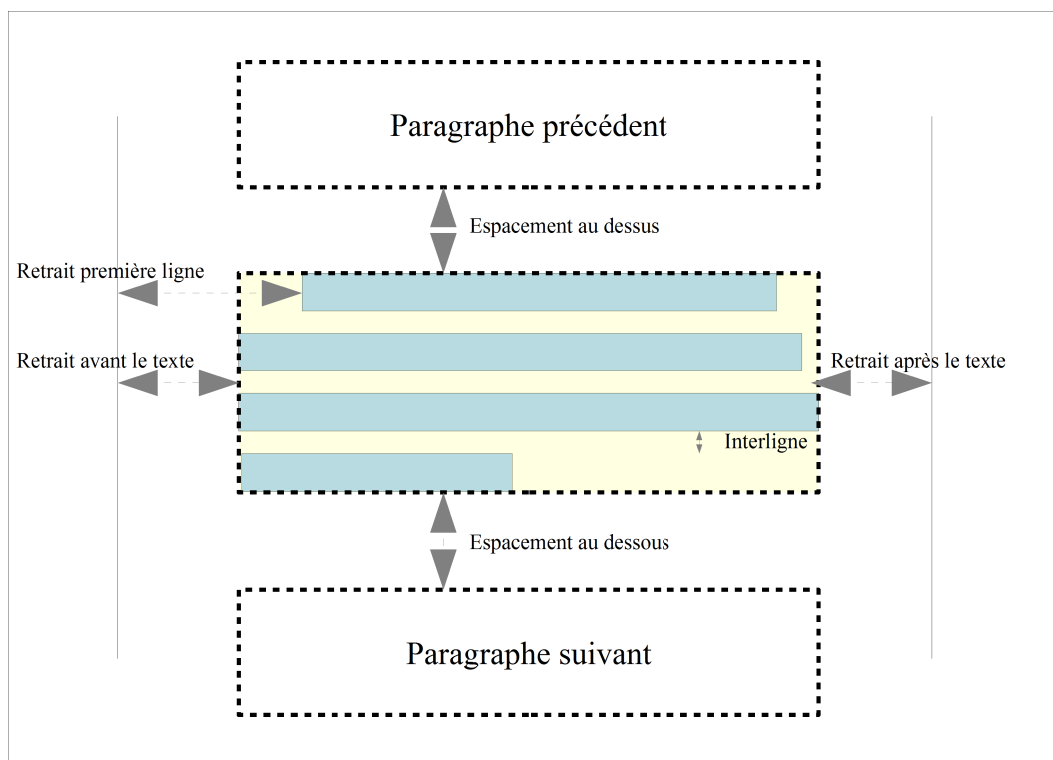 Paragraphe précédent
Espacement au dessus
Retrait première ligne
Retrait avant le texte
Retrait après le texte
Interligne
Espacement au dessous
Paragraphe suivant